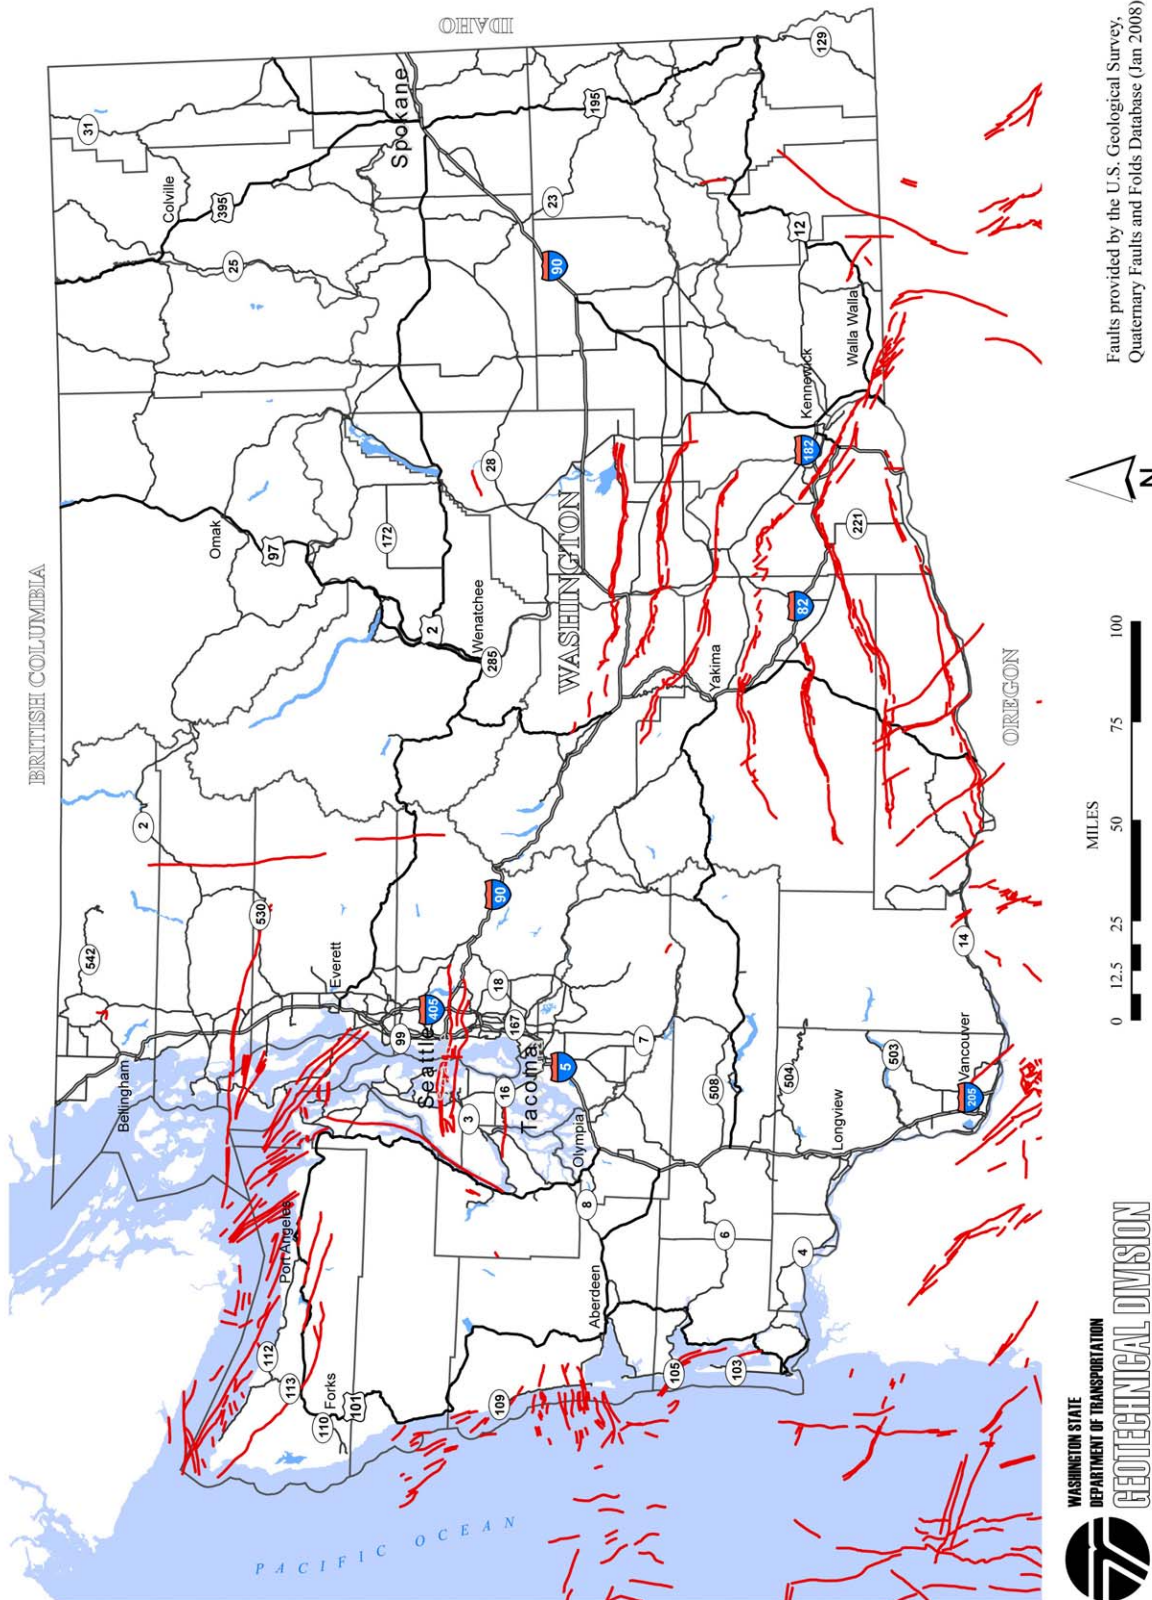 BRITISH COLUMBIA
IDAHO
OREGON
WASHINGTON
PACIFIC OCEAN
Bellingham
Omak
Colville
31
542
2
97
25
395
Port Angeles
112
113
110
Forks
101
530
Everett
172
2
Spokane
99
405
Seattle
Wenatchee
285
28
109
3
16
18
167
90
90
23
195
Tacoma
5
Aberdeen
8
Olympia
7
105
103
6
508
Yakima
4
504
82
182
Kennewick
12
129
Longview
503
221
Walla Walla
Vancouver
205
14
WASHINGTON STATE
DEPARTMENT OF TRANSPORTATION
GEOTECHNICAL DIVISION
MILES
0 12.5 25 50 75 100
N
Faults provided by the U.S. Geological Survey,
Quaternary Faults and Folds Database (Jan 2008)